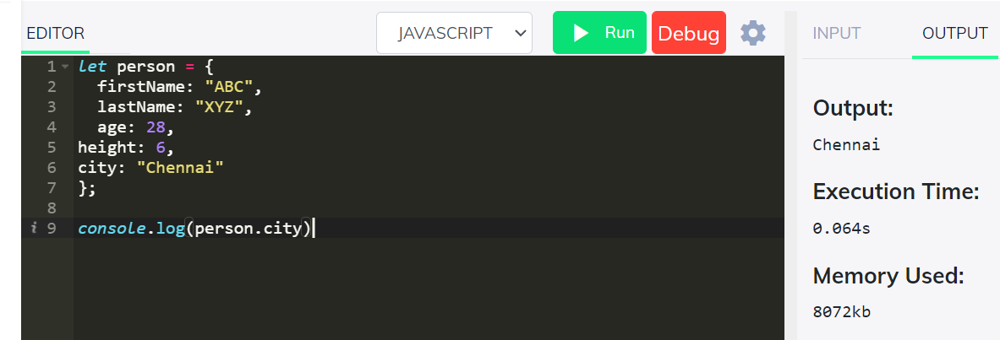 EDITOR
JAVASCRIPT
Run
Debug
INPUT
OUTPUT
1 let person = {
2 firstName: "ABC",
3 lastName: "XYZ",
4 age: 28,
5 height: 6,
6 city: "Chennai"
7 };
8
i 9 console.log(person.city)
Output:
Chennai
Execution Time:
0.064s
Memory Used:
8072kb